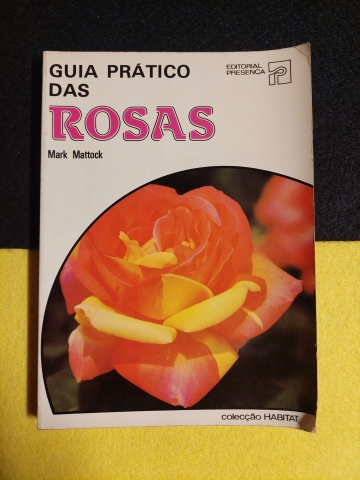 GUIA PRÁTICO
DAS
ROSAS
Mark Mattock
EDITORIAL
PRESENÇA
colecção HABITAT